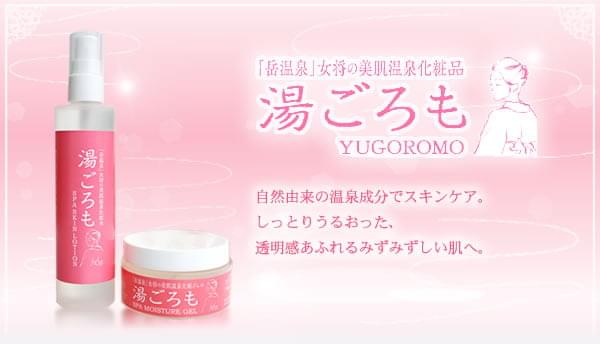 「岳温泉」女将の美肌温泉化粧品
湯ごろも
YUGOROMO
自然由来の温泉成分でスキンケア。
しっとりうるおった、
透明感あふれるみずみずしい肌へ。
湯ごろも
SPA SKIN LOTION
湯ごろも
SPA MOISTURE GEL